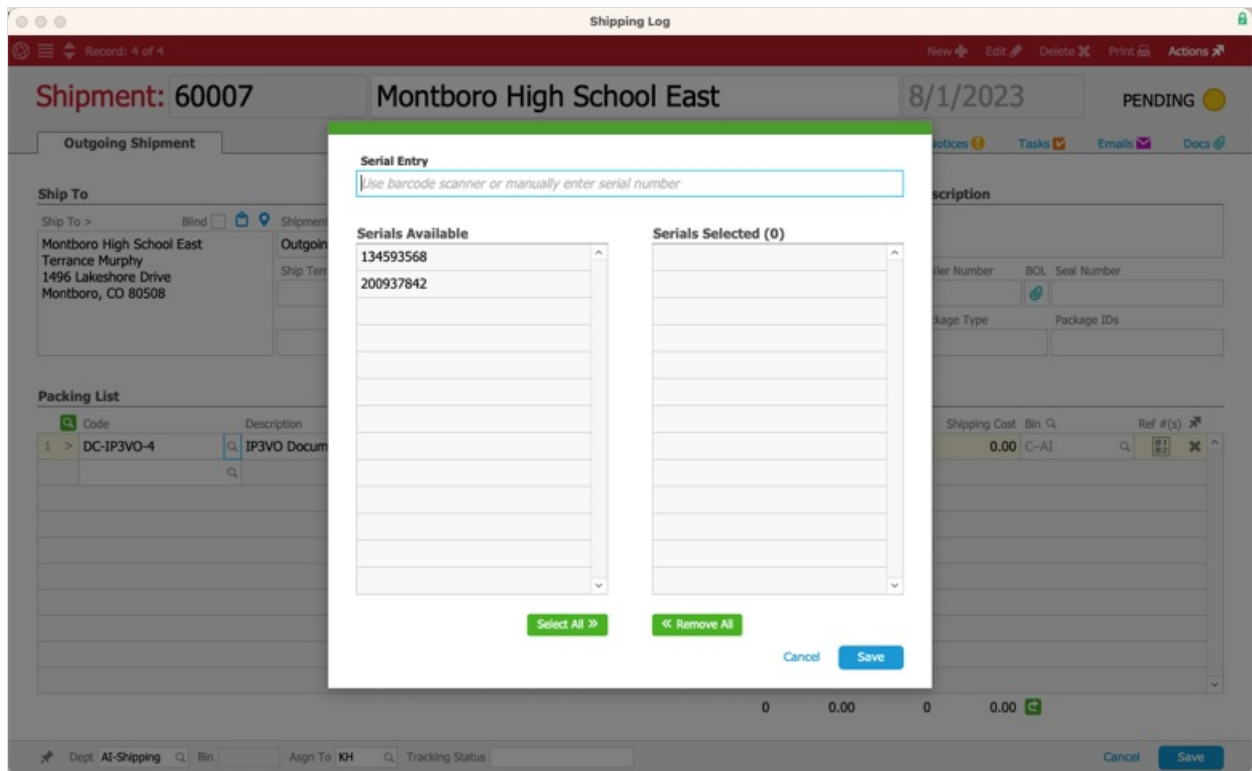 Shipping Log
Record: 4 of 4
New Edit Delete Print Actions
Shipment: 60007 Montboro High School East 8/1/2023 PENDING
Outgoing Shipment
Tasks Emails Docs
Serial Entry
Use barcode scanner or manually enter serial number
Ship To
Ship To > Blind
Montboro High School East
Terrance Murphy
1496 Lakeshore Drive
Montboro, CO 80508
Shipment
Outgoin
Ship Terr
Serials Available
134593568
200937842
Serials Selected (0)
scription
iler Number BOL Seal Number
kage Type Package IDs
Packing List
Code Description Shipping Cost Bin Ref #(s)
1 > DC-IP3VO-4 IP3VO Docum 0.00 C-AI
Select All >>
<< Remove All
Cancel Save
0 0.00 0 0.00
Dept AI-Shipping Bin Asgn To KH Tracking Status Cancel Save